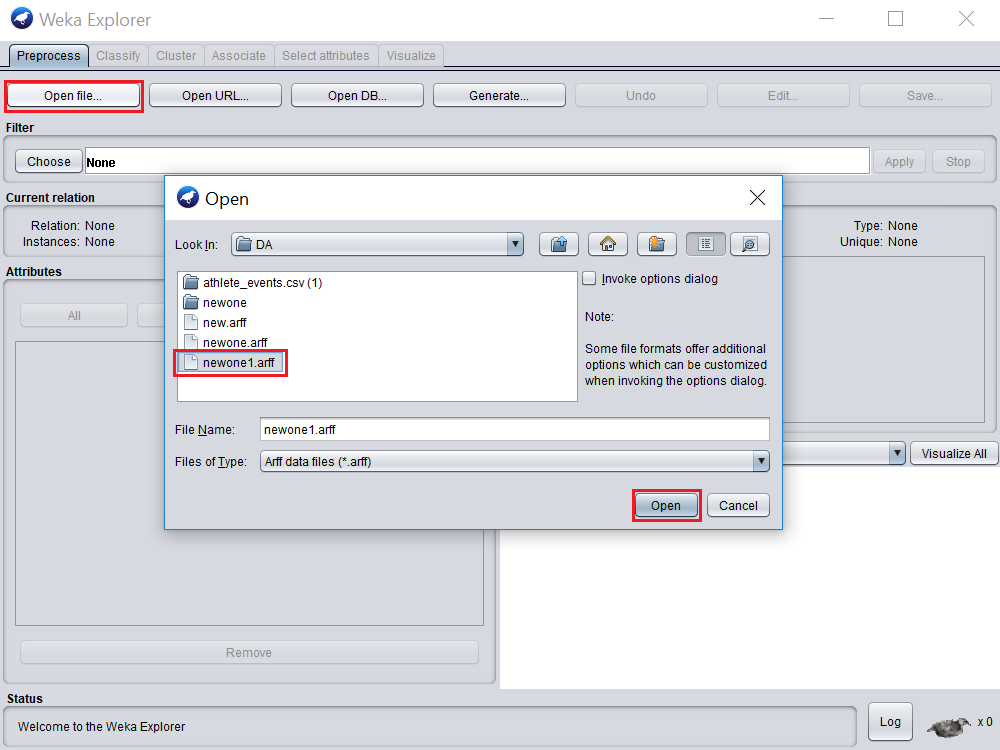 Weka Explorer
Preprocess Classify Cluster Associate Select attributes Visualize
Open file... Open URL... Open DB... Generate... Undo Edit... Save...
Filter
Choose None Apply Stop
Current relation
Relation: None Type: None
Instances: None Unique: None
Attributes
All
Open
Look In: DA
athlete_events.csv (1)
newone
new.arff
newone.arff
newone1.arff
Invoke options dialog
Note:
Some file formats offer additional
options which can be customized
when invoking the options dialog.
File Name: newone1.arff
Files of Type: Arff data files (*.arff)
Open Cancel
Visualize All
Remove
Status
Welcome to the Weka Explorer
Log x 0